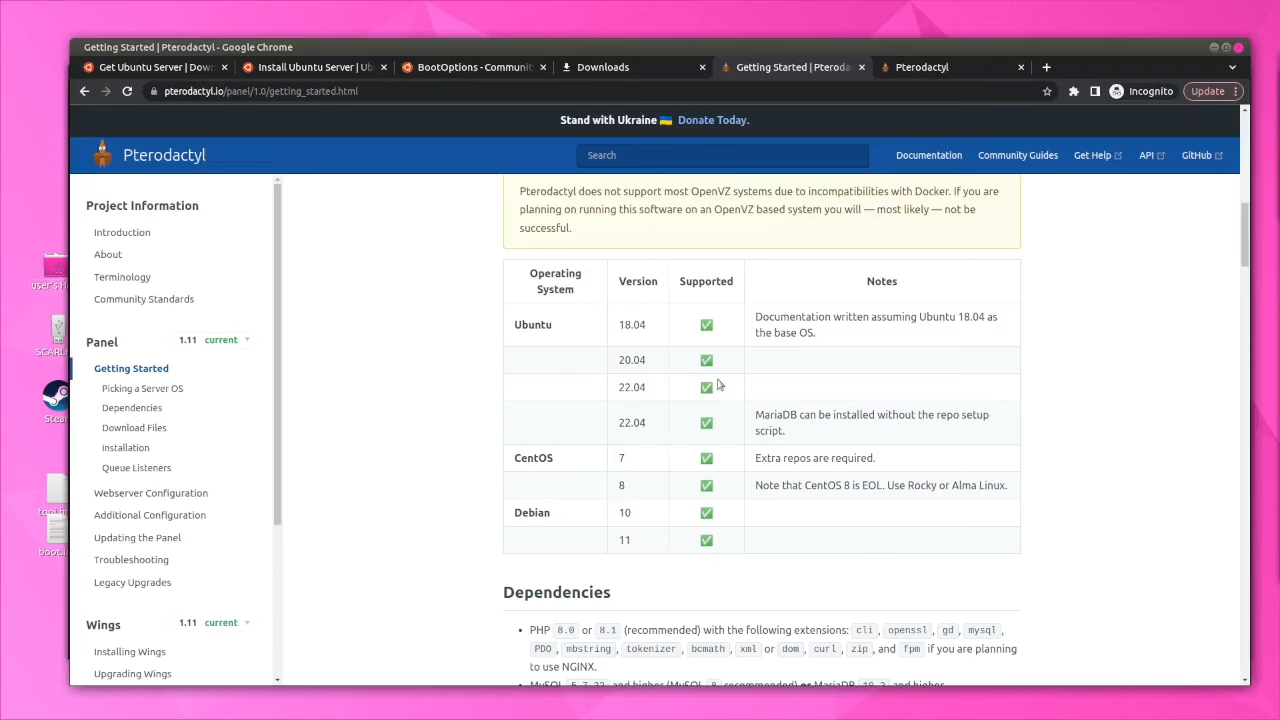 Getting Started | Pterodactyl - Google Chrome
Get Ubuntu Server | Dow
Install Ubuntu Server | Ub
BootOptions - Communit
Downloads
Getting Started | Pteroda
Pterodactyl
pterodactyl.io/panel/1.0/getting_started.html
Incognito
Update
Stand with Ukraine 🇺🇦 Donate Today.
Pterodactyl
Search
Documentation
Community Guides
Get Help
API
GitHub
Project Information
Introduction
About
Terminology
Community Standards
Panel 1.11 current
Getting Started
Picking a Server OS
Dependencies
Download Files
Installation
Queue Listeners
Webserver Configuration
Additional Configuration
Updating the Panel
Troubleshooting
Legacy Upgrades
Wings 1.11 current
Installing Wings
Upgrading Wings
Pterodactyl does not support most OpenVZ systems due to incompatibilities with Docker. If you are
planning on running this software on an OpenVZ based system you will — most likely — not be
successful.
Operating System Version Supported Notes
Ubuntu 18.04 ✅ Documentation written assuming Ubuntu 18.04 as
the base OS.
20.04 ✅
22.04 ✅
22.04 ✅ MariaDB can be installed without the repo setup
script.
CentOS 7 ✅ Extra repos are required.
8 ✅ Note that CentOS 8 is EOL. Use Rocky or Alma Linux.
Debian 10 ✅
11 ✅
Dependencies
• PHP 8.0 or 8.1 (recommended) with the following extensions: cli, openssl, gd, mysql,
PDO, mbstring, tokenizer, bcmath, xml or dom, curl, zip, and fpm if you are planning
to use NGINX.
user's H
SCARL
Stea
boot.i